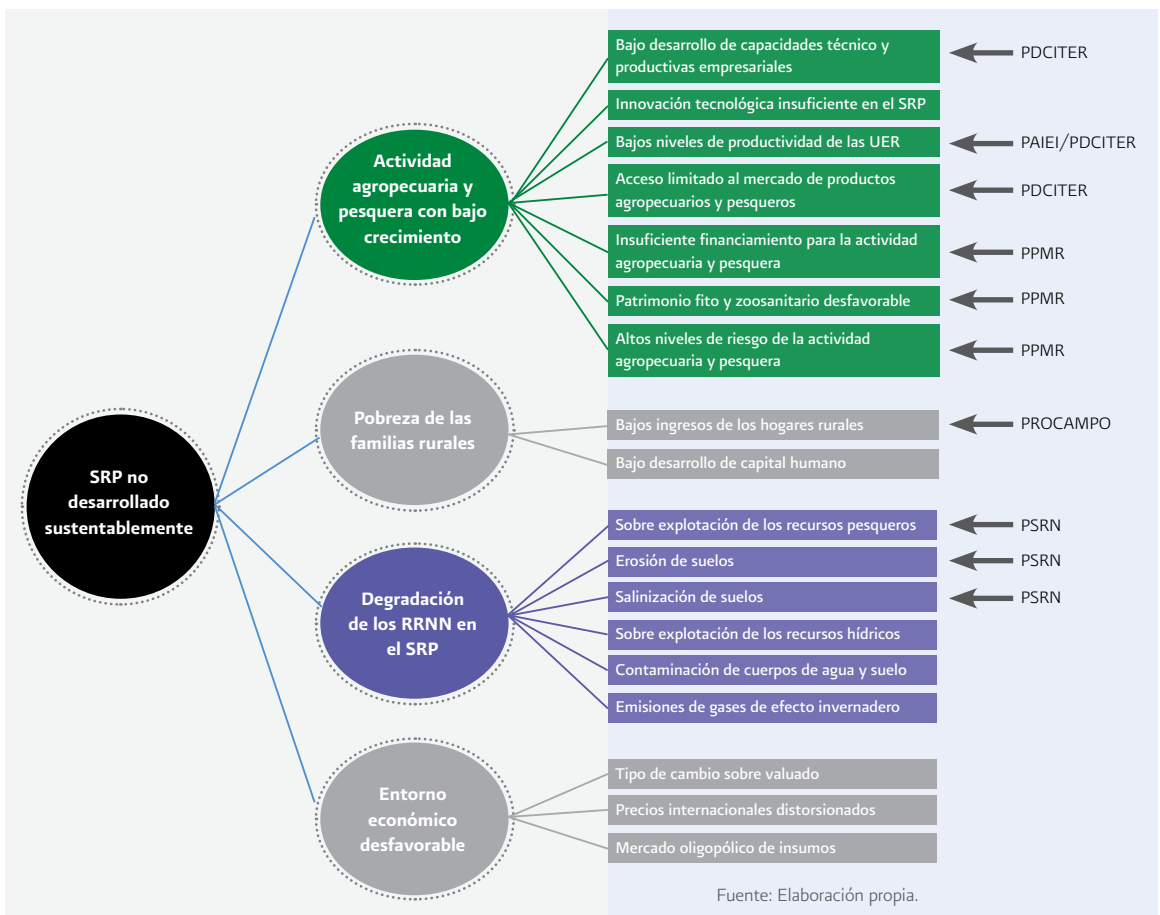 SRP no
desarrollado
sustentablemente
Actividad
agropecuaria y
pesquera con bajo
crecimiento
Bajo desarrollo de capacidades técnico y
productivas empresariales
PDCITER
Innovación tecnológica insuficiente en el SRP
Bajos niveles de productividad de las UER
PAIEI/PDCITER
Acceso limitado al mercado de productos
agropecuarios y pesqueros
PDCITER
Insuficiente financiamiento para la actividad
agropecuaria y pesquera
PPMR
Patrimonio fito y zoosanitario desfavorable
PPMR
Altos niveles de riesgo de la actividad
agropecuaria y pesquera
PPMR
Pobreza de las
familias rurales
Bajos ingresos de los hogares rurales
PROCAMPO
Bajo desarrollo de capital humano
Degradación
de los RRNN en
el SRP
Sobre explotación de los recursos pesqueros
PSRN
Erosión de suelos
PSRN
Salinización de suelos
PSRN
Sobre explotación de los recursos hídricos
Contaminación de cuerpos de agua y suelo
Emisiones de gases de efecto invernadero
Entorno
económico
desfavorable
Tipo de cambio sobre valuado
Precios internacionales distorsionados
Mercado oligopólico de insumos
Fuente: Elaboración propia.